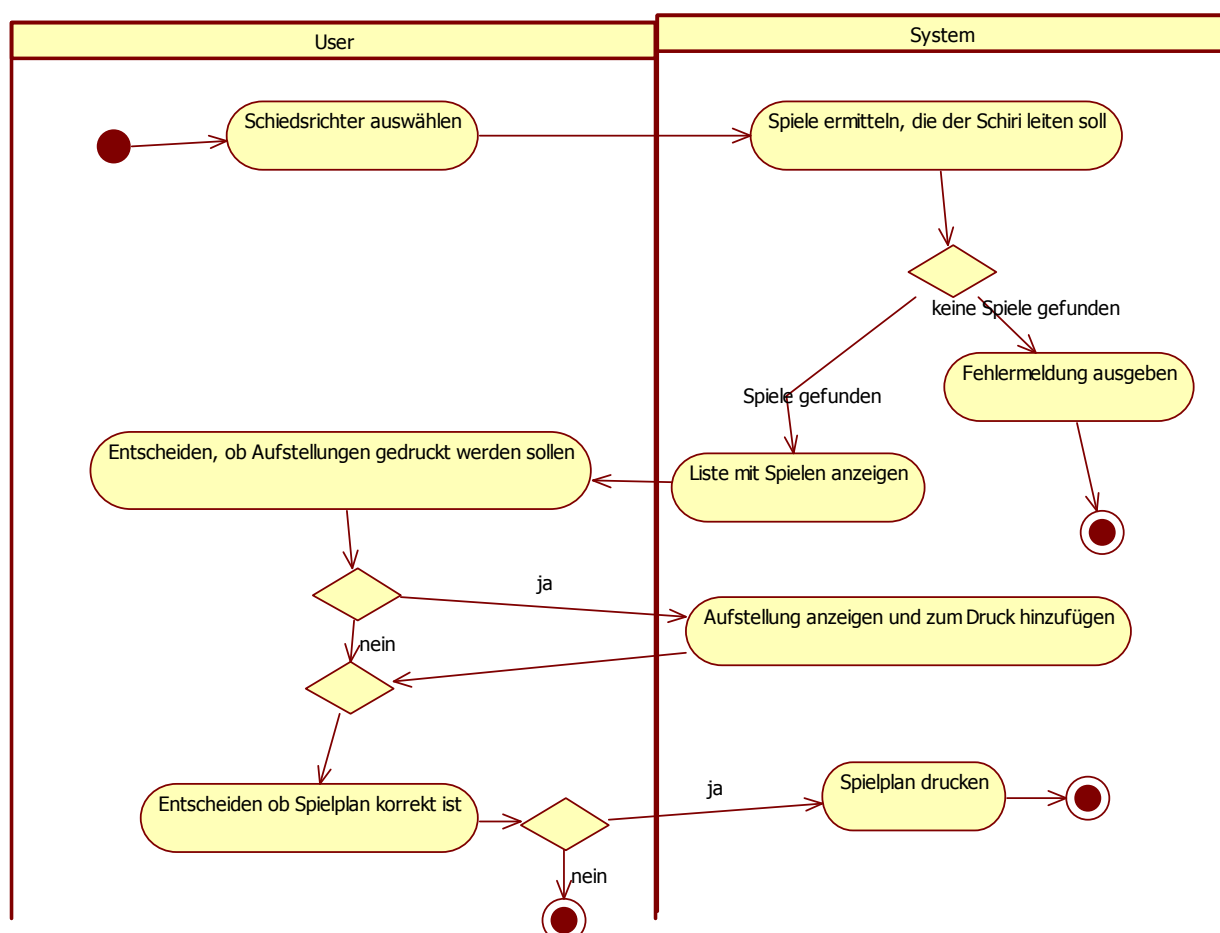 User
System
Schiedsrichter auswählen
Spiele ermitteln, die der Schiri leiten soll
keine Spiele gefunden
Fehlermeldung ausgeben
Spiele gefunden
Entscheiden, ob Aufstellungen gedruckt werden sollen
Liste mit Spielen anzeigen
ja
Aufstellung anzeigen und zum Druck hinzufügen
nein
Entscheiden ob Spielplan korrekt ist
ja
Spielplan drucken
nein